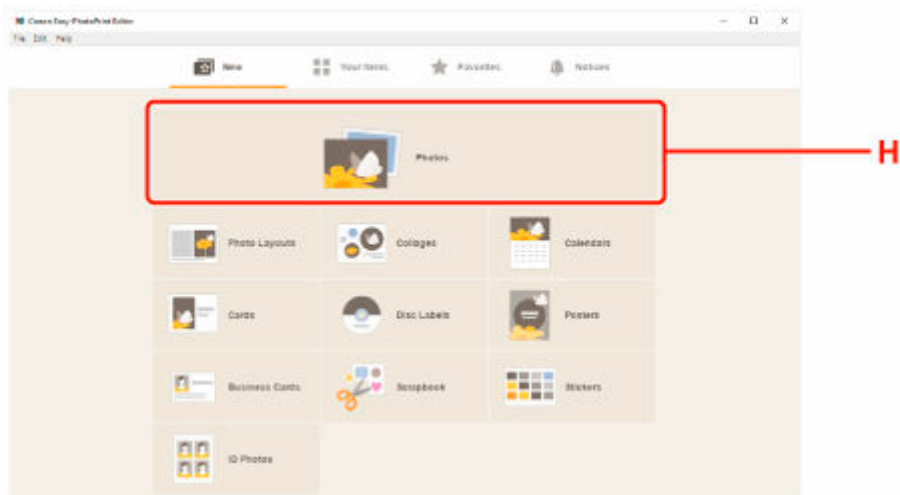 Canon Easy-PhotoPrint Editor
File Edit Help
New Your Items Favorites Notices
Photos
H
Photo Layouts Collages Calendars
Cards Disc Labels Posters
Business Cards Scrapbook Stickers
ID Photos